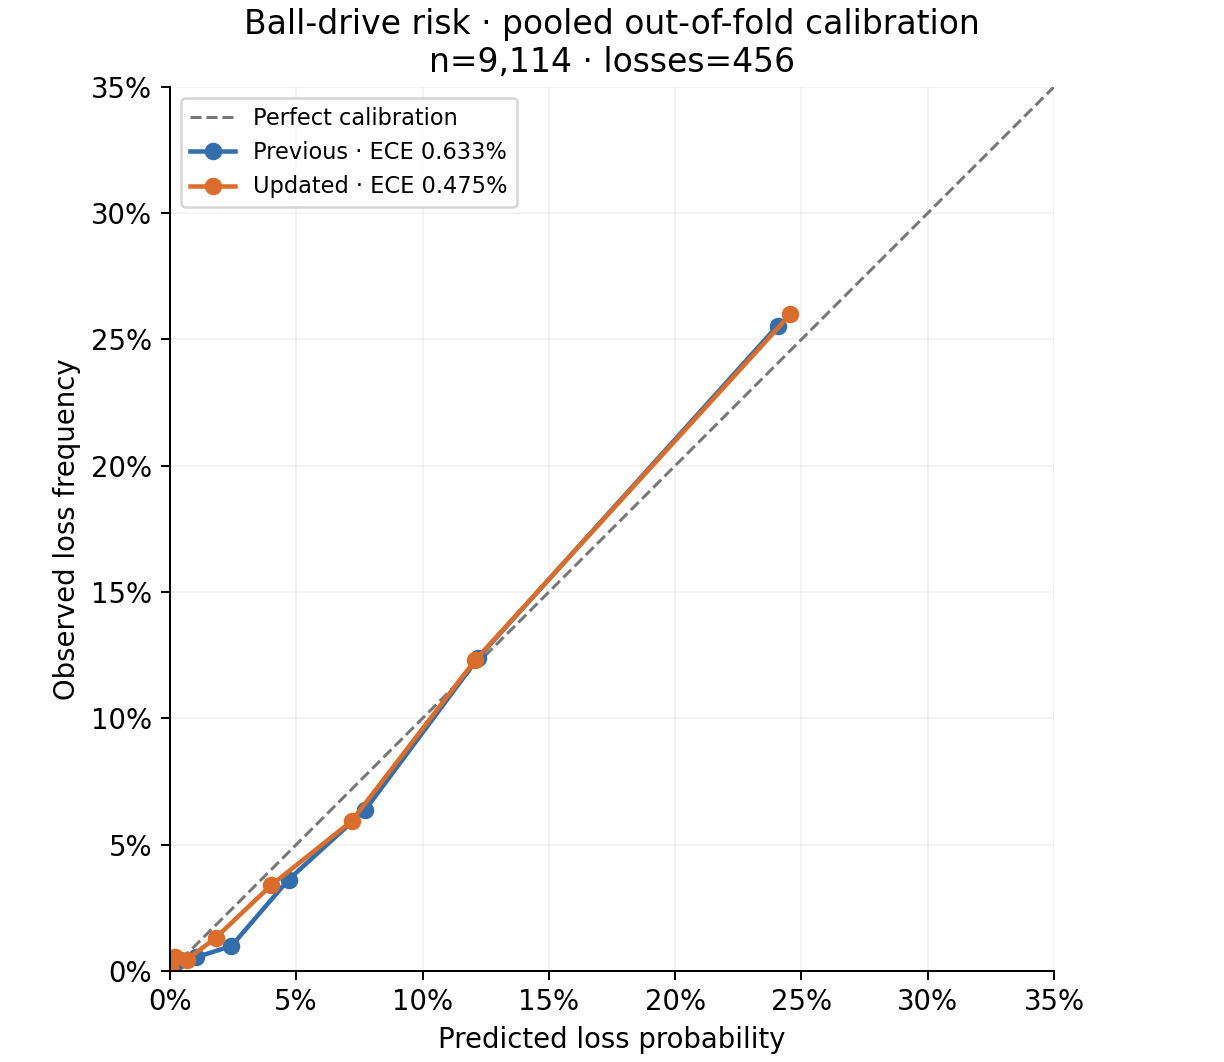 Ball-drive risk · pooled out-of-fold calibration
n=9,114 · losses=456
Perfect calibration
Previous · ECE 0.633%
Updated · ECE 0.475%
35%
30%
25%
20%
15%
10%
5%
0%
Observed loss frequency
0% 5% 10% 15% 20% 25% 30% 35%
Predicted loss probability